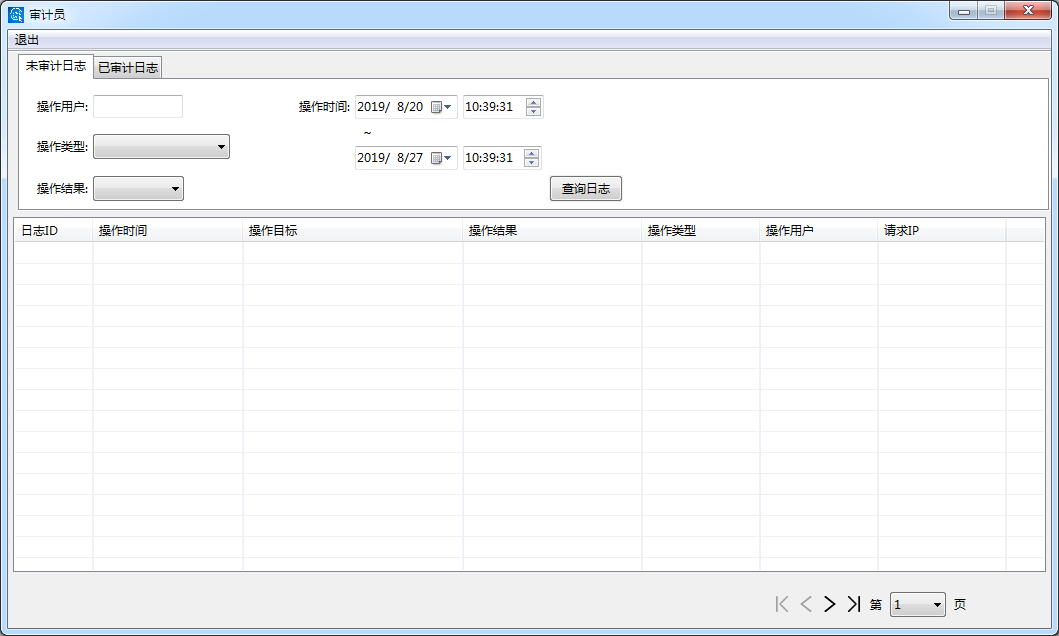 审计员
退出
未审计日志 已审计日志
操作用户: 操作时间: 2019/ 8/20 10:39:31
~
操作类型: 2019/ 8/27 10:39:31
操作结果: 查询日志
日志ID 操作时间 操作目标 操作结果 操作类型 操作用户 请求IP
第 1 页